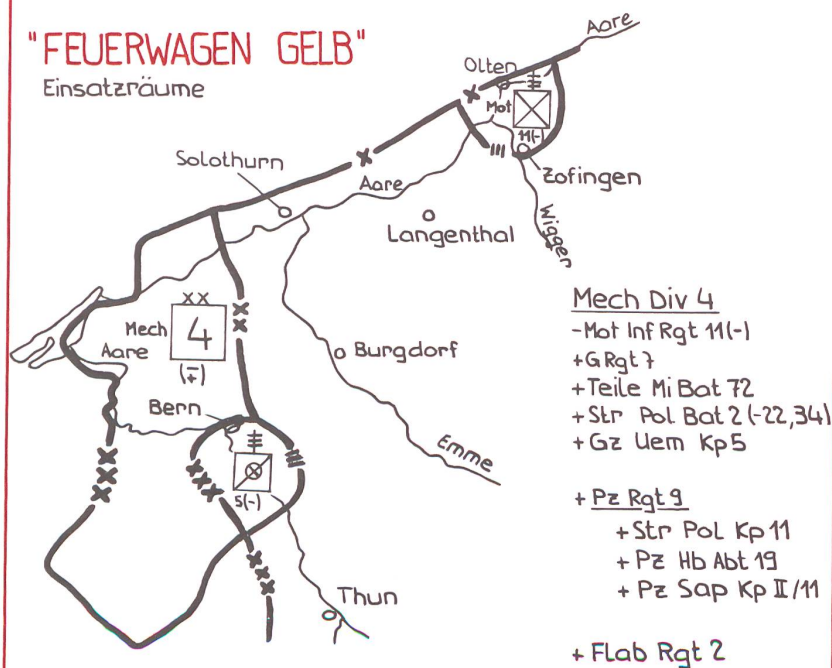 "FEUERWAGEN GELB"
Einsatzräume
Aare
Olten
Mot
11(-)
Zofingen
Solothurn
Aare
Langenthal
Wigger
XX
Mech 4
(∓)
Aare
Burgdorf
Bern
5(-)
Emme
Thun
Mech Div 4
-Mot Inf Rgt 11(-)
+G Rgt 7
+Teile Mi Bat 72
+Str Pol Bat 2 (-22,34)
+Gz Uem Kp 5
+ Pz Rgt 9
+Str Pol Kp 11
+ Pz Hb Abt 19
+ Pz Sap Kp II/11
+ Flab Rgt 2